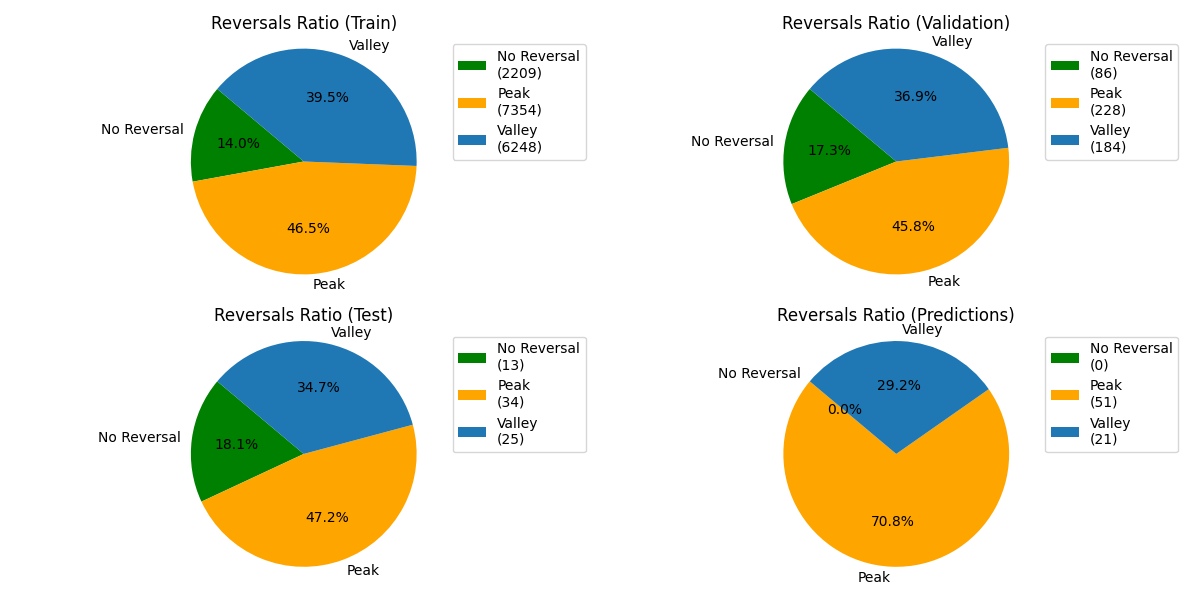 Reversals Ratio (Train)
Valley
39.5%
No Reversal
14.0%
46.5%
Peak
No Reversal
(2209)
Peak
(7354)
Valley
(6248)
Reversals Ratio (Validation)
Valley
36.9%
No Reversal
17.3%
45.8%
Peak
No Reversal
(86)
Peak
(228)
Valley
(184)
Reversals Ratio (Test)
Valley
34.7%
No Reversal
18.1%
47.2%
Peak
No Reversal
(13)
Peak
(34)
Valley
(25)
Reversals Ratio (Predictions)
Valley
No Reversal
29.2%
0.0%
70.8%
Peak
No Reversal
(0)
Peak
(51)
Valley
(21)